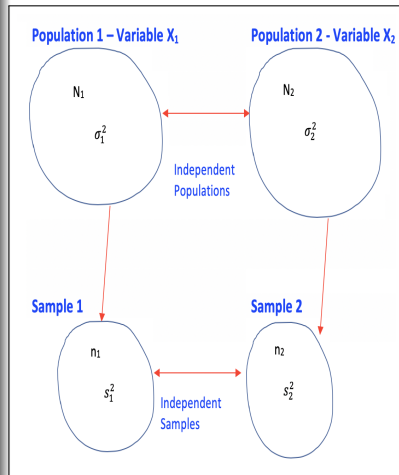 Population 1 – Variable X₁
Population 2 - Variable X₂
N₁
N₂
σ₁²
σ₂²
Independent
Populations
Sample 1
Sample 2
n₁
n₂
s₁²
s₂²
Independent
Samples